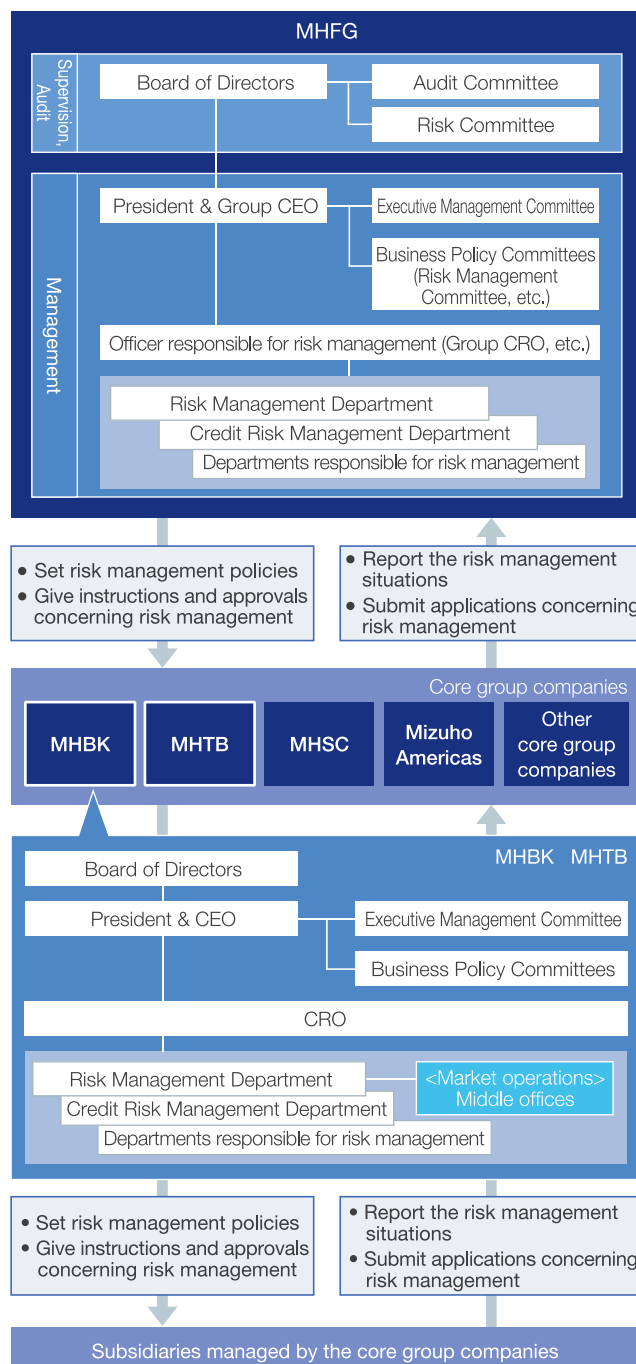 MHFG
Supervision,
Audit
Board of Directors
Audit Committee
Risk Committee
Management
President & Group CEO
Executive Management Committee
Business Policy Committees
(Risk Management
Committee, etc.)
Officer responsible for risk management (Group CRO, etc.)
Risk Management Department
Credit Risk Management Department
Departments responsible for risk management
● Set risk management policies
● Give instructions and approvals
concerning risk management
● Report the risk management
situations
● Submit applications concerning
risk management
Core group companies
MHBK
MHTB
MHSC
Mizuho
Americas
Other
core group
companies
MHBK MHTB
Board of Directors
President & CEO
Executive Management Committee
Business Policy Committees
CRO
Risk Management Department
<Market operations>
Middle offices
Credit Risk Management Department
Departments responsible for risk management
● Set risk management policies
● Give instructions and approvals
concerning risk management
● Report the risk management
situations
● Submit applications concerning
risk management
Subsidiaries managed by the core group companies